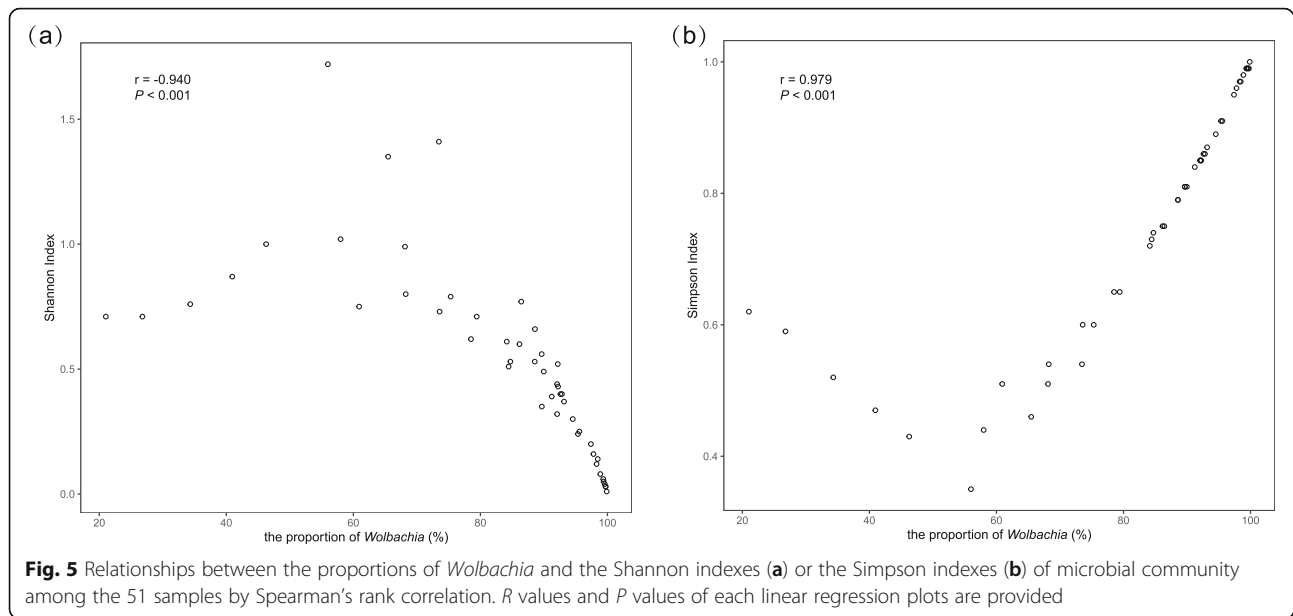 (a)
r = -0.940
P < 0.001
Shannon Index
1.5
1.0
0.5
0.0
20 40 60 80 100
the proportion of Wolbachia (%)
(b)
r = 0.979
P < 0.001
Simpson Index
1.0
0.8
0.6
0.4
20 40 60 80 100
the proportion of Wolbachia (%)
Fig. 5 Relationships between the proportions of Wolbachia and the Shannon indexes (a) or the Simpson indexes (b) of microbial community
among the 51 samples by Spearman's rank correlation. R values and P values of each linear regression plots are provided